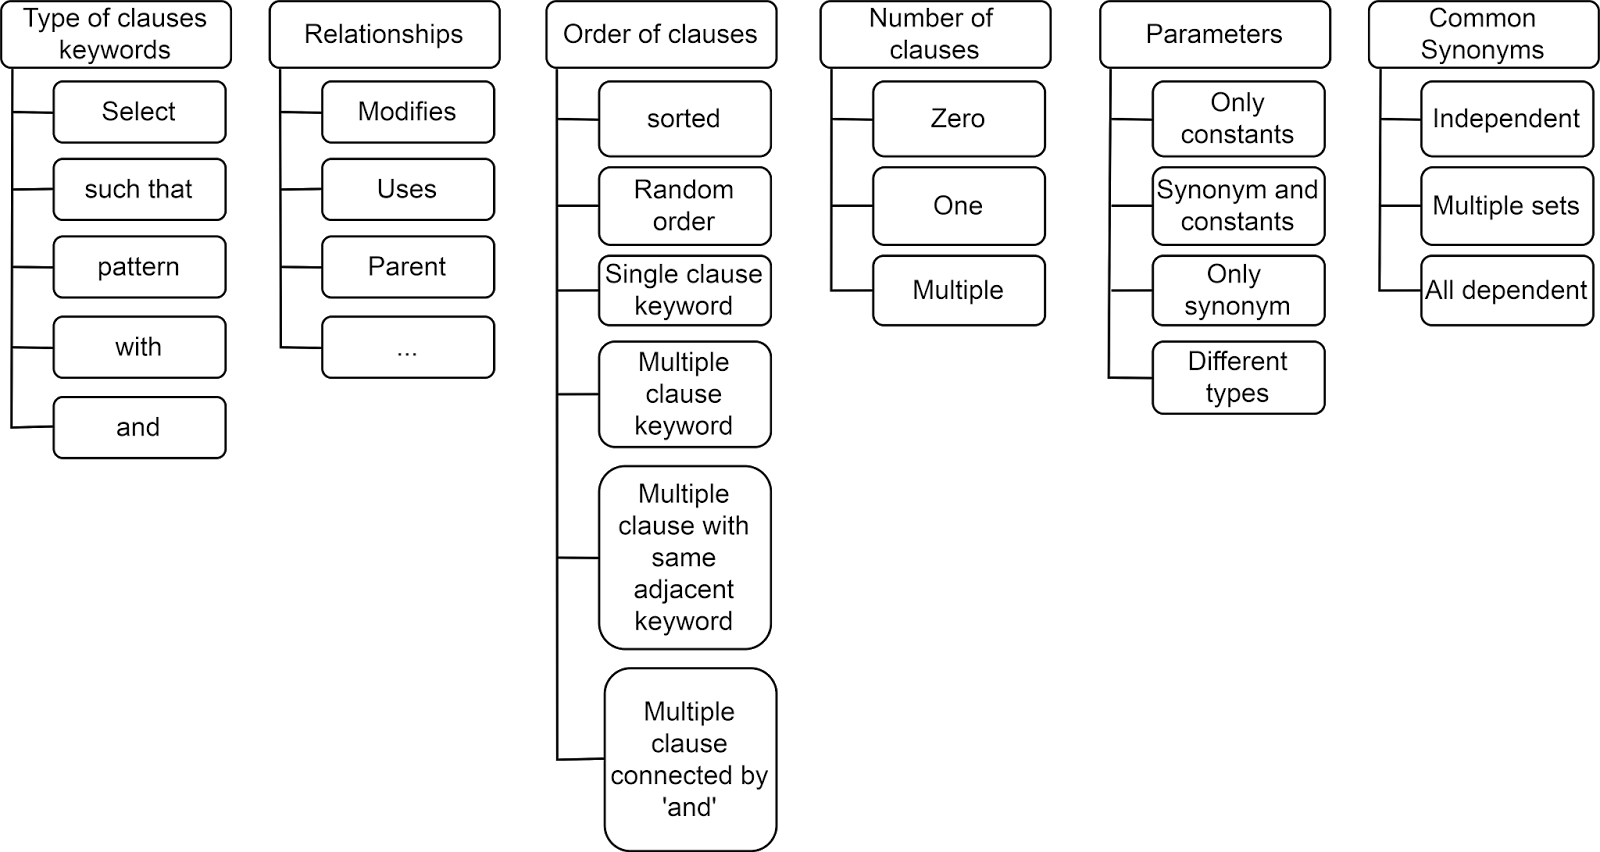 Type of clauses
keywords
Select
such that
pattern
with
and
Relationships
Modifies
Uses
Parent
...
Order of clauses
sorted
Random
order
Single clause
keyword
Multiple
clause
keyword
Multiple
clause with
same
adjacent
keyword
Multiple
clause
connected by
'and'
Number of
clauses
Zero
One
Multiple
Parameters
Only
constants
Synonym and
constants
Only
synonym
Different
types
Common
Synonyms
Independent
Multiple sets
All dependent